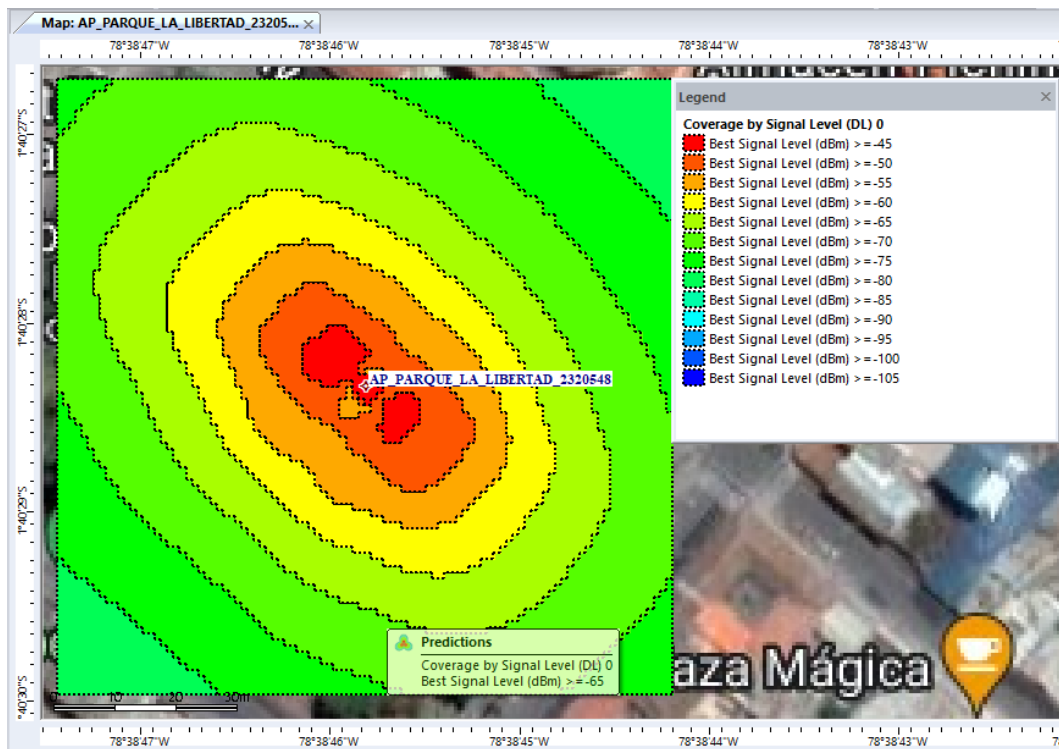 Map: AP_PARQUE_LA_LIBERTAD_23205... ×
78°38'47"W 78°38'46"W 78°38'45"W 78°38'44"W 78°38'43"W
1°40'27"S
1°40'28"S
1°40'29"S
1°40'30"S
Legend ×
Coverage by Signal Level (DL) 0
Best Signal Level (dBm) >=-45
Best Signal Level (dBm) >=-50
Best Signal Level (dBm) >=-55
Best Signal Level (dBm) >=-60
Best Signal Level (dBm) >=-65
Best Signal Level (dBm) >=-70
Best Signal Level (dBm) >=-75
Best Signal Level (dBm) >=-80
Best Signal Level (dBm) >=-85
Best Signal Level (dBm) >=-90
Best Signal Level (dBm) >=-95
Best Signal Level (dBm) >=-100
Best Signal Level (dBm) >=-105
AP_PARQUE_LA_LIBERTAD_2320548
Predictions
Coverage by Signal Level (DL) 0
Best Signal Level (dBm) >=-65
aza Mágica
0 10 20 30m
78°38'47"W 78°38'46"W 78°38'45"W 78°38'44"W 78°38'43"W